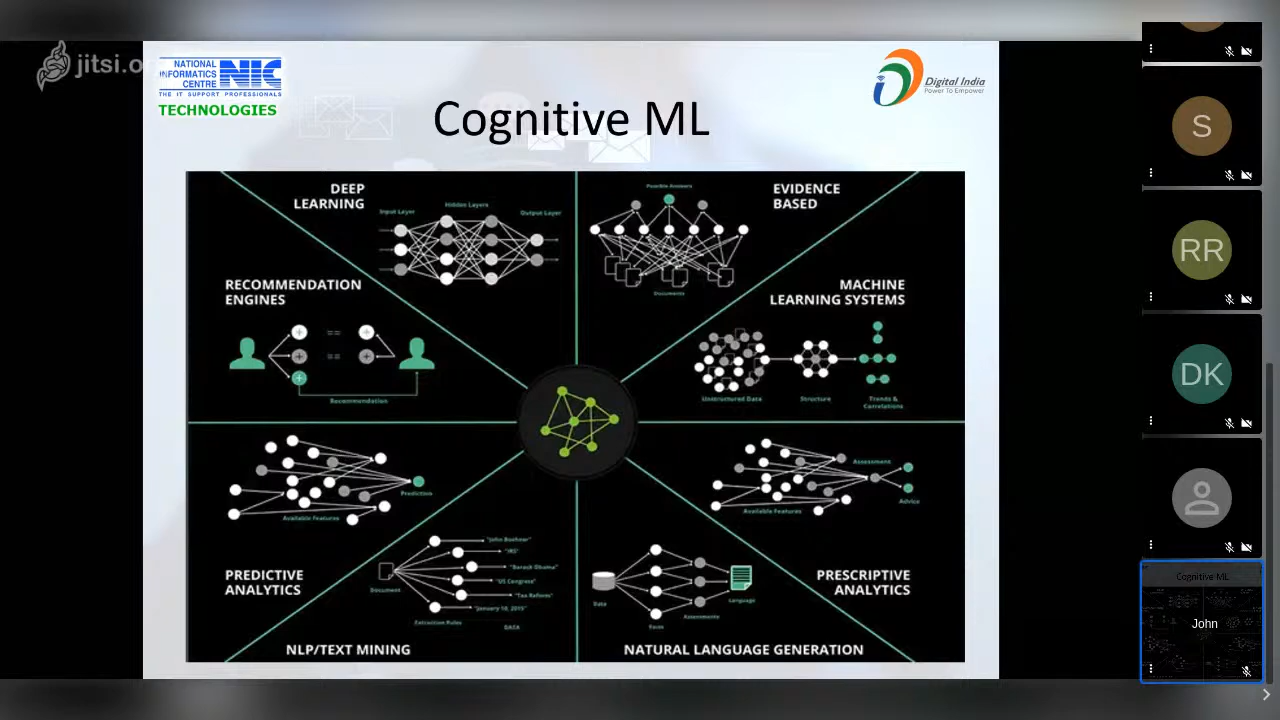 jitsi.o
NATIONAL
INFORMATICS
CENTRE
NIC
THE IT SUPPORT PROFESSIONALS
TECHNOLOGIES
Digital India
Power To Empower
Cognitive ML
DEEP
LEARNING
Input Layer
Hidden Layers
Output Layer
EVIDENCE
BASED
Possible Answers
Documents
RECOMMENDATION
ENGINES
Recommendation
MACHINE
LEARNING SYSTEMS
Unstructured Data
Structure
Trends &
Correlations
Available Features
Prediction
PREDICTIVE
ANALYTICS
Available Features
Assessment
Advice
PRESCRIPTIVE
ANALYTICS
Document
Extraction Rules
"John Boehner"
"IRS"
"Barack Obama"
"US Congress"
"Tax Reform"
"January 16, 2015"
DATA
NLP/TEXT MINING
Data
Assessments
Language
NATURAL LANGUAGE GENERATION
S
RR
DK
Cognitive ML
John